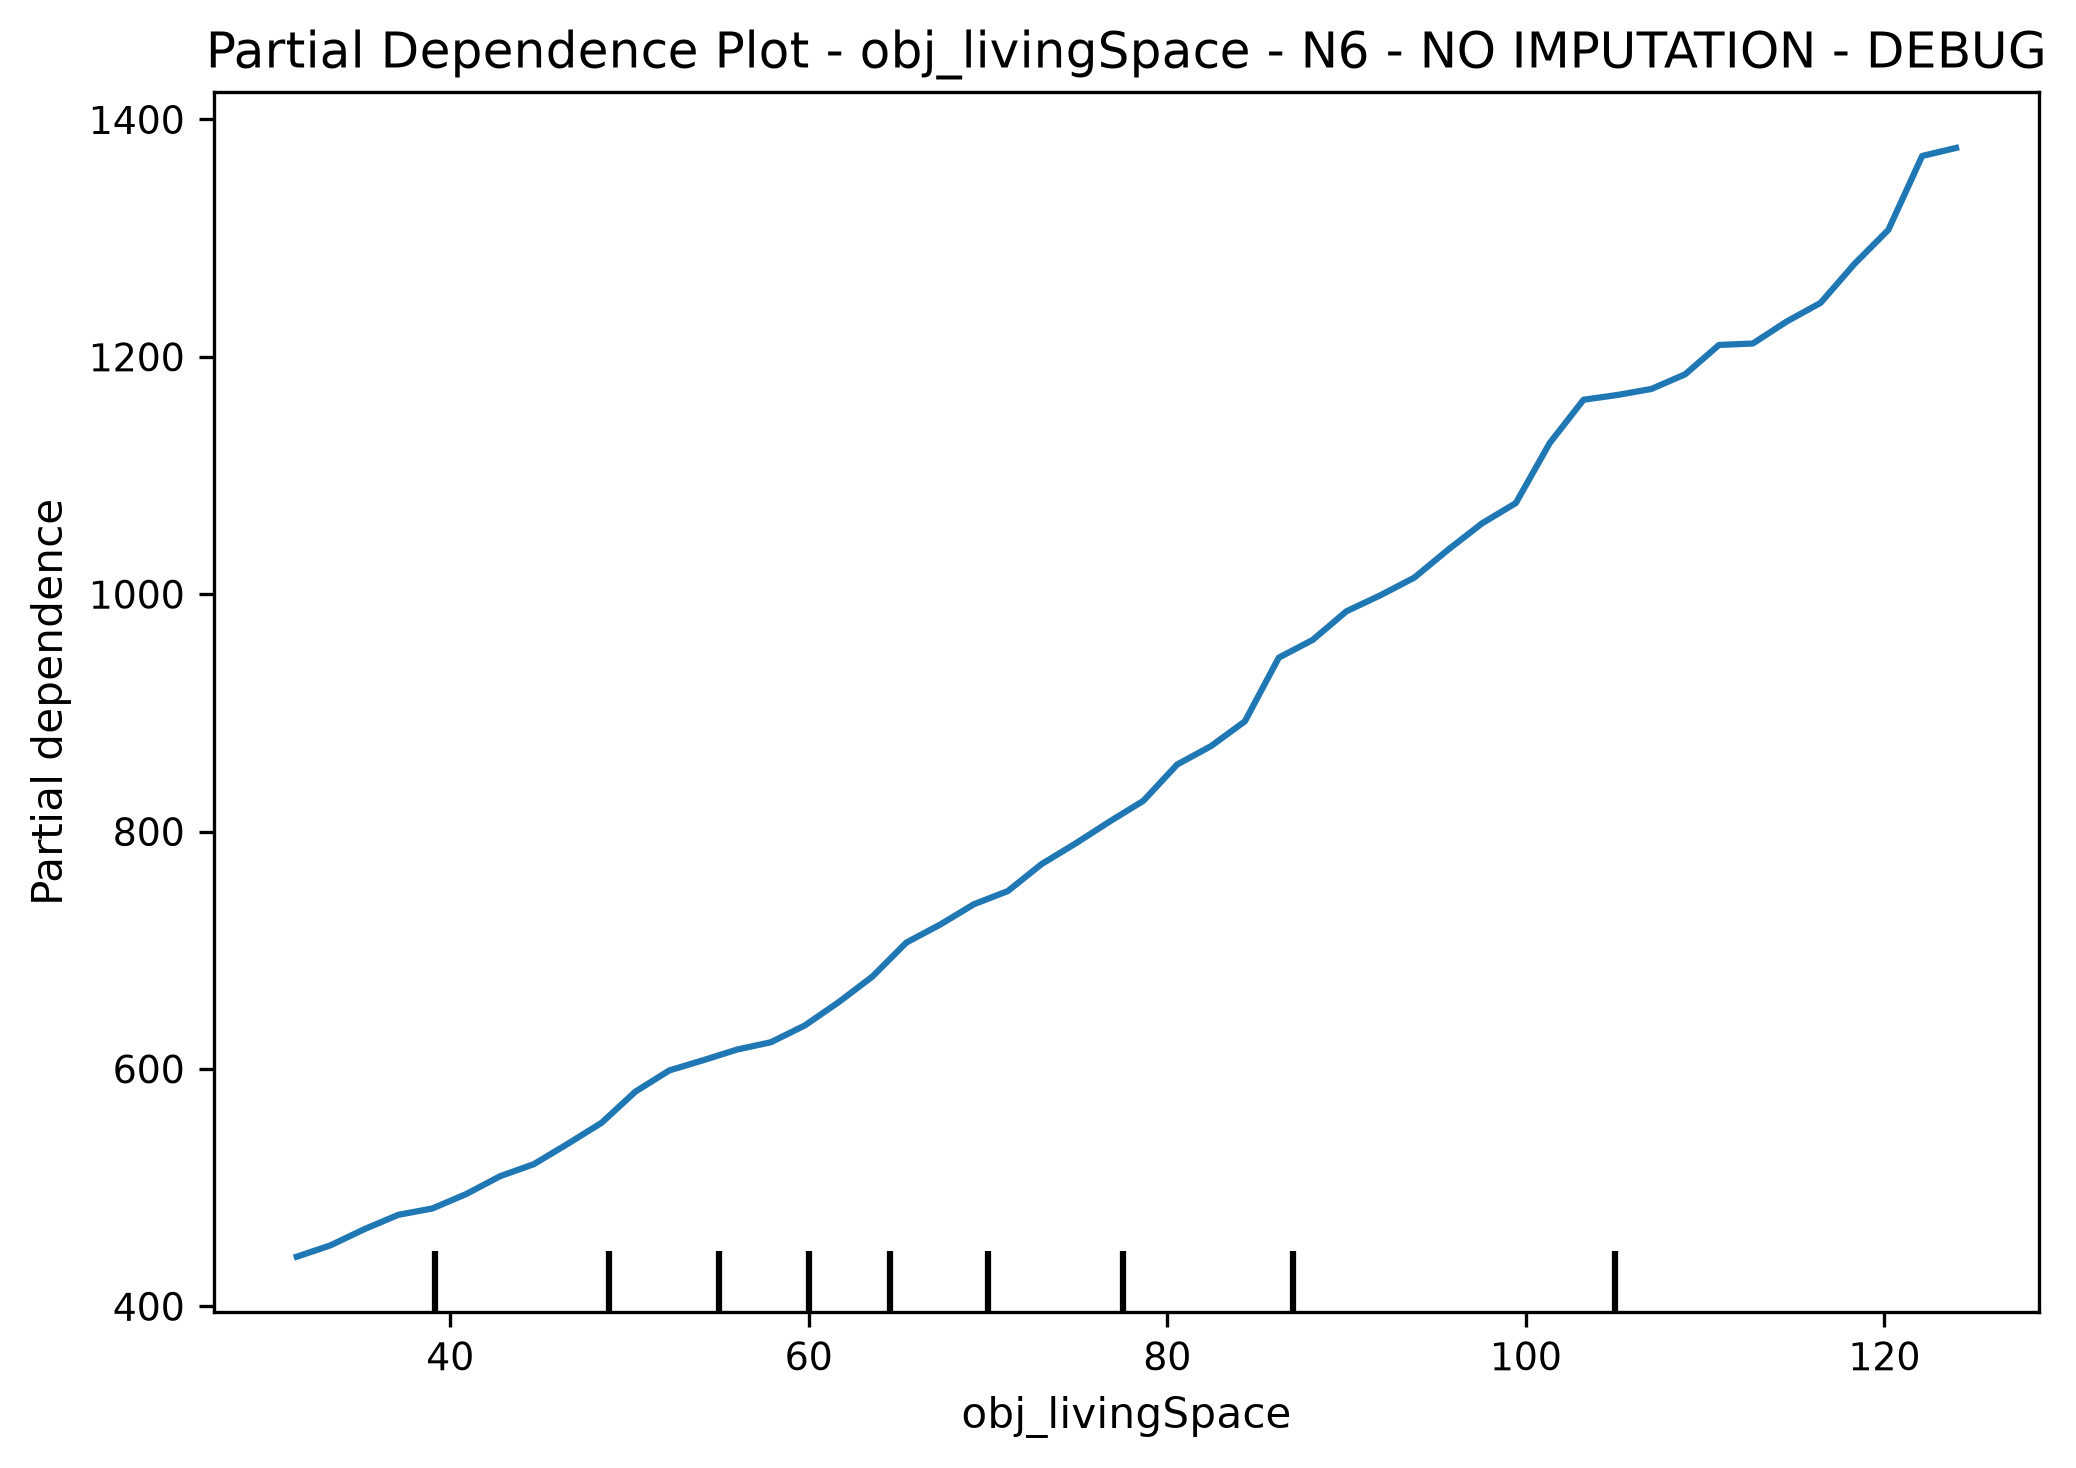 Partial Dependence Plot - obj_livingSpace - N6 - NO IMPUTATION - DEBUG
1400
1200
1000
800
600
400
Partial dependence
40 60 80 100 120
obj_livingSpace